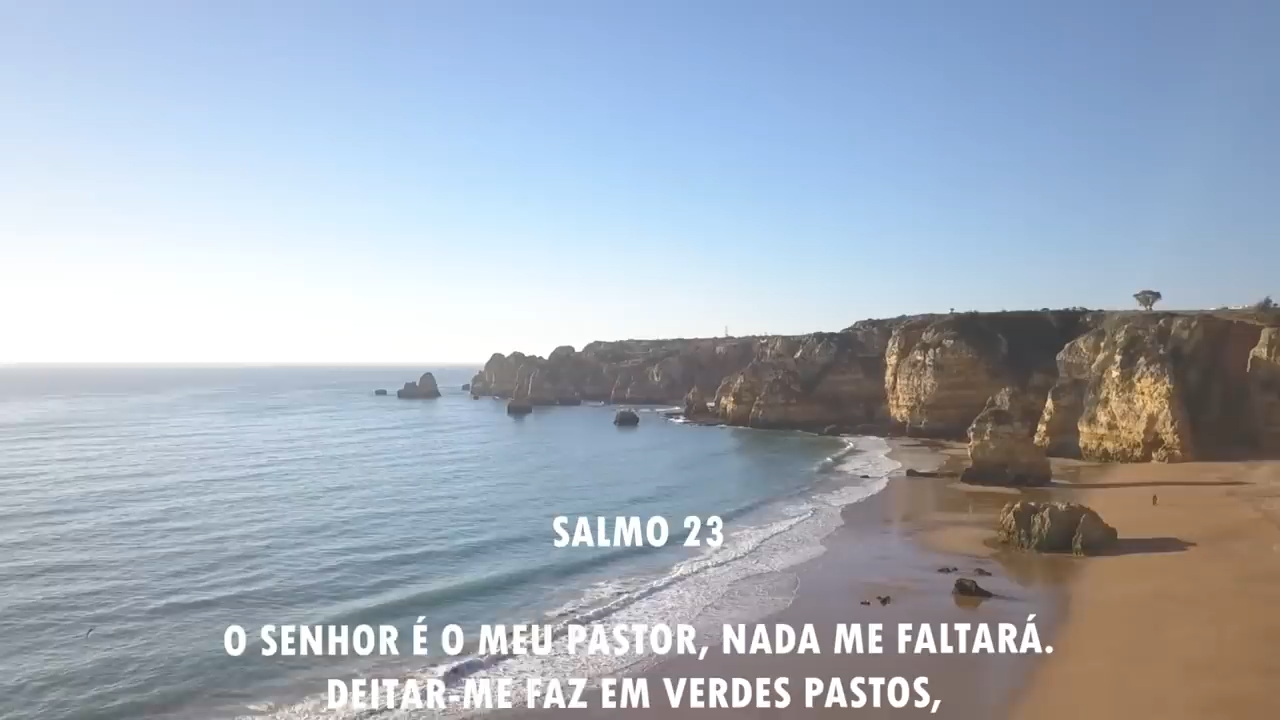 SALMO 23
O SENHOR É O MEU PASTOR, NADA ME FALTARÁ.
DEITAR-ME FAZ EM VERDES PASTOS,